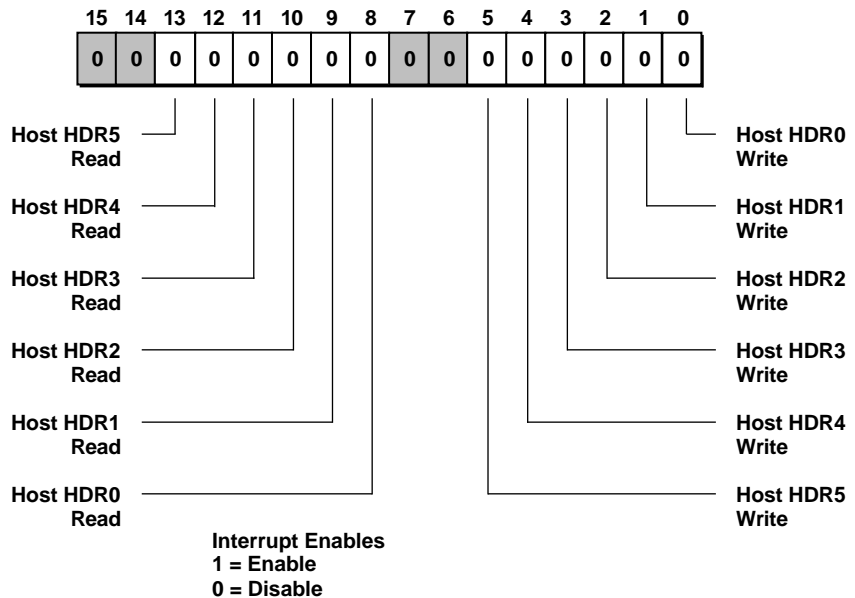 15 14 13 12 11 10 9 8 7 6 5 4 3 2 1 0
0 0 0 0 0 0 0 0 0 0 0 0 0 0 0 0
Host HDR5
Read
Host HDR4
Read
Host HDR3
Read
Host HDR2
Read
Host HDR1
Read
Host HDR0
Read
Host HDR0
Write
Host HDR1
Write
Host HDR2
Write
Host HDR3
Write
Host HDR4
Write
Host HDR5
Write
Interrupt Enables
1 = Enable
0 = Disable